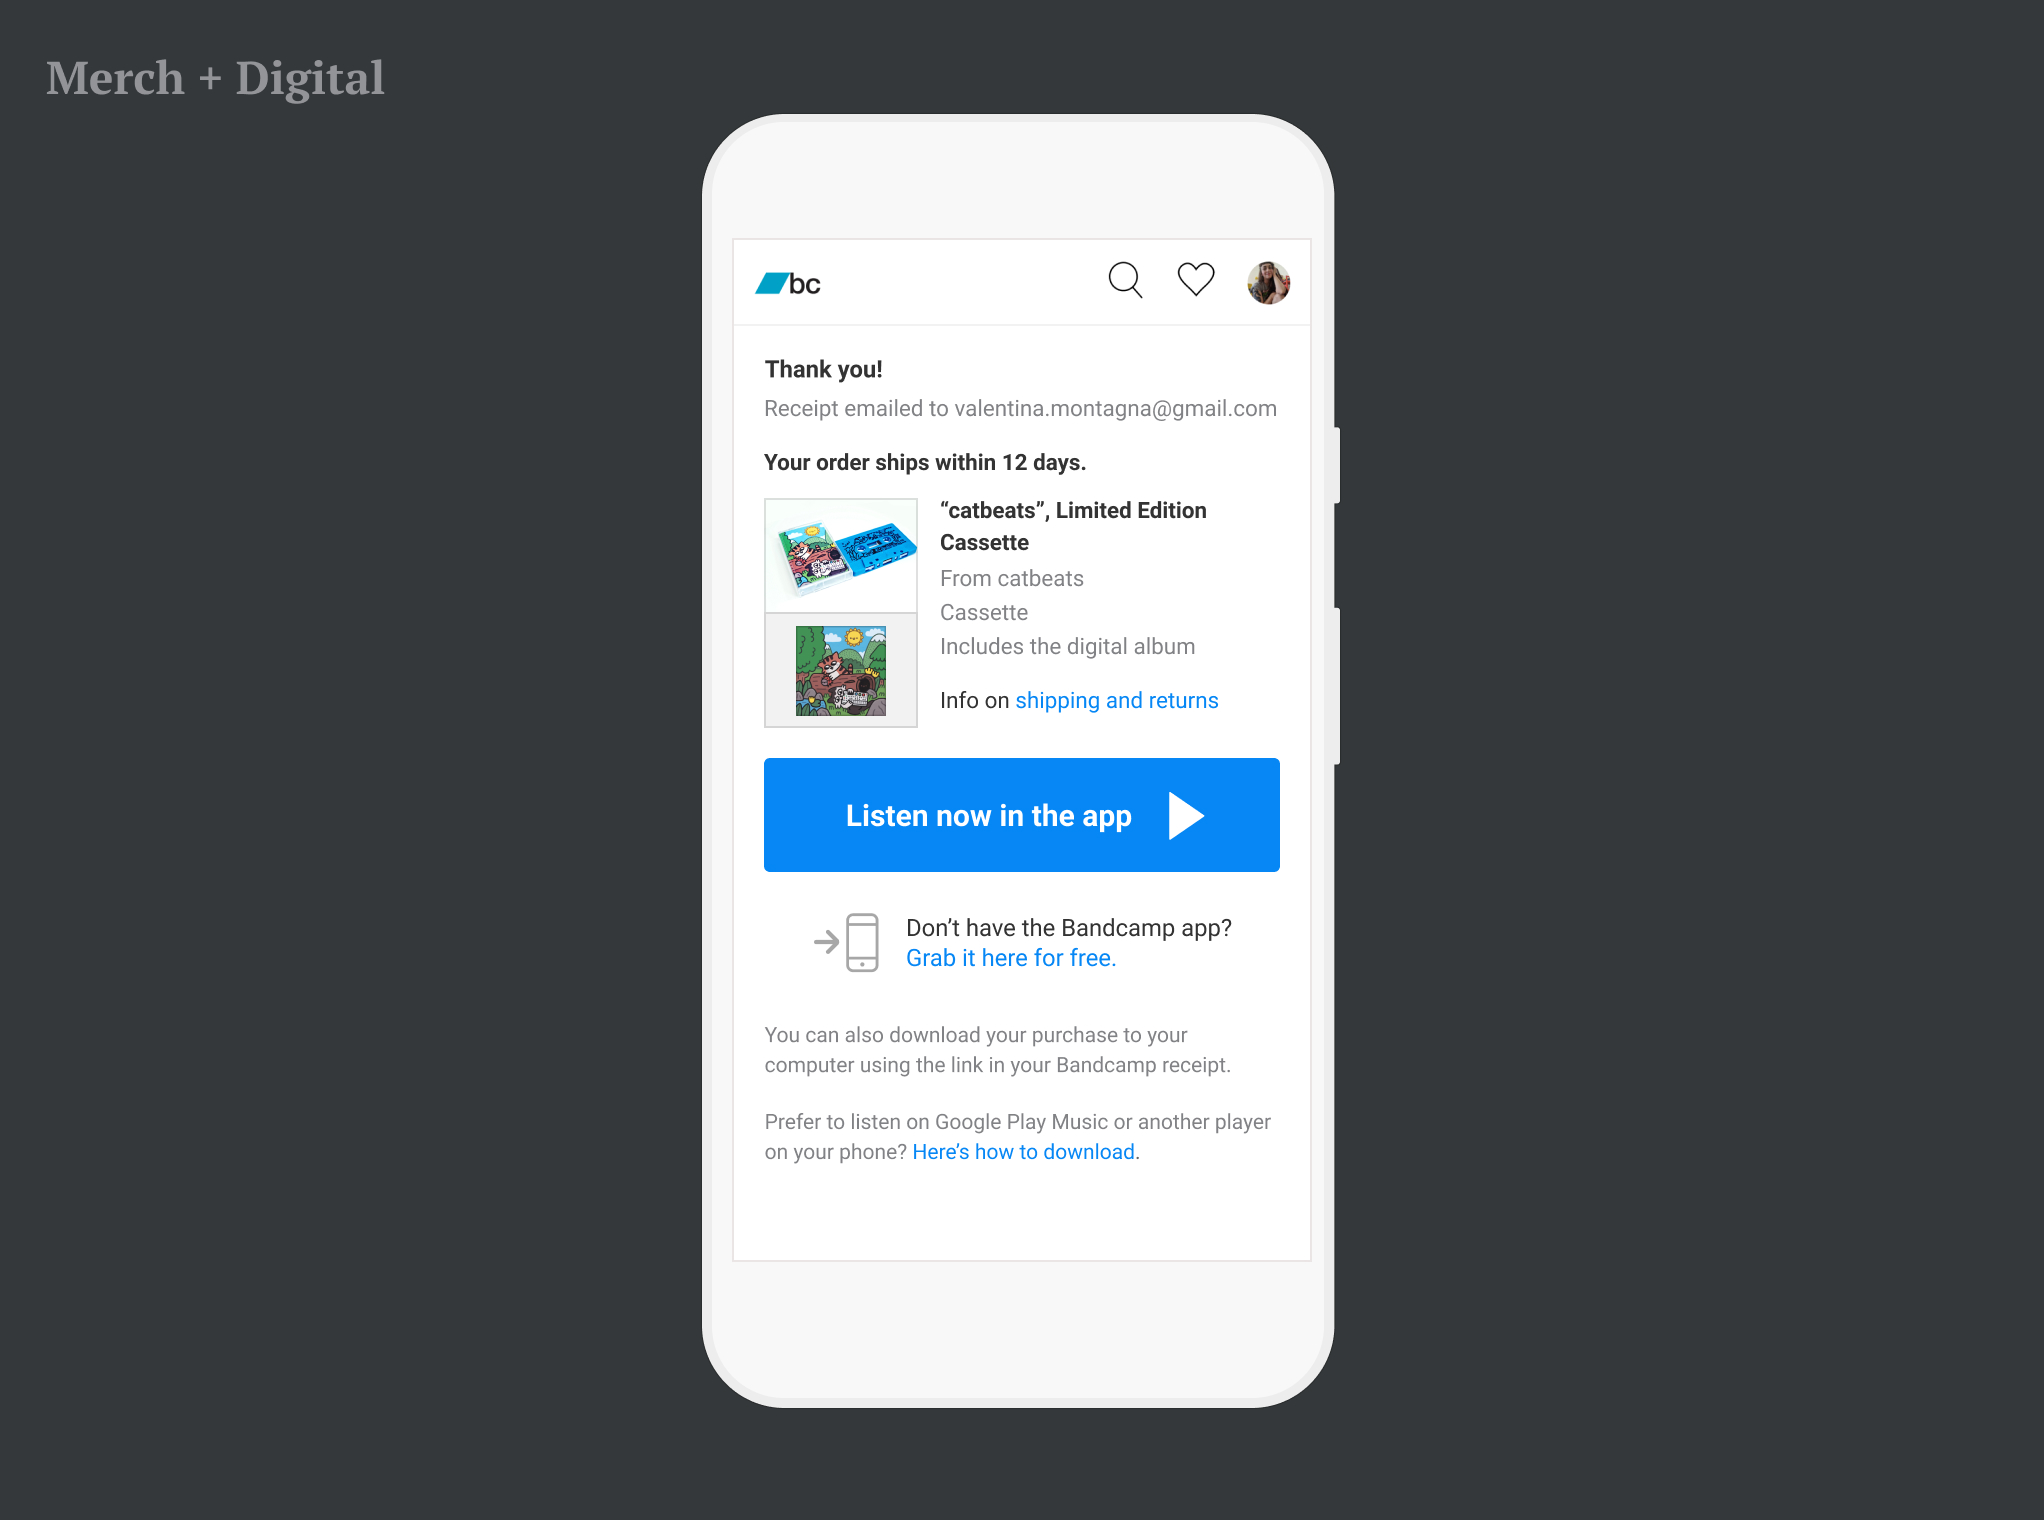 Merch + Digital
bc
Thank you!
Receipt emailed to valentina.montagna@gmail.com
Your order ships within 12 days.
“catbeats”, Limited Edition
Cassette
From catbeats
Cassette
Includes the digital album
Info on shipping and returns
Listen now in the app
Don’t have the Bandcamp app?
Grab it here for free.
You can also download your purchase to your
computer using the link in your Bandcamp receipt.
Prefer to listen on Google Play Music or another player
on your phone? Here’s how to download.